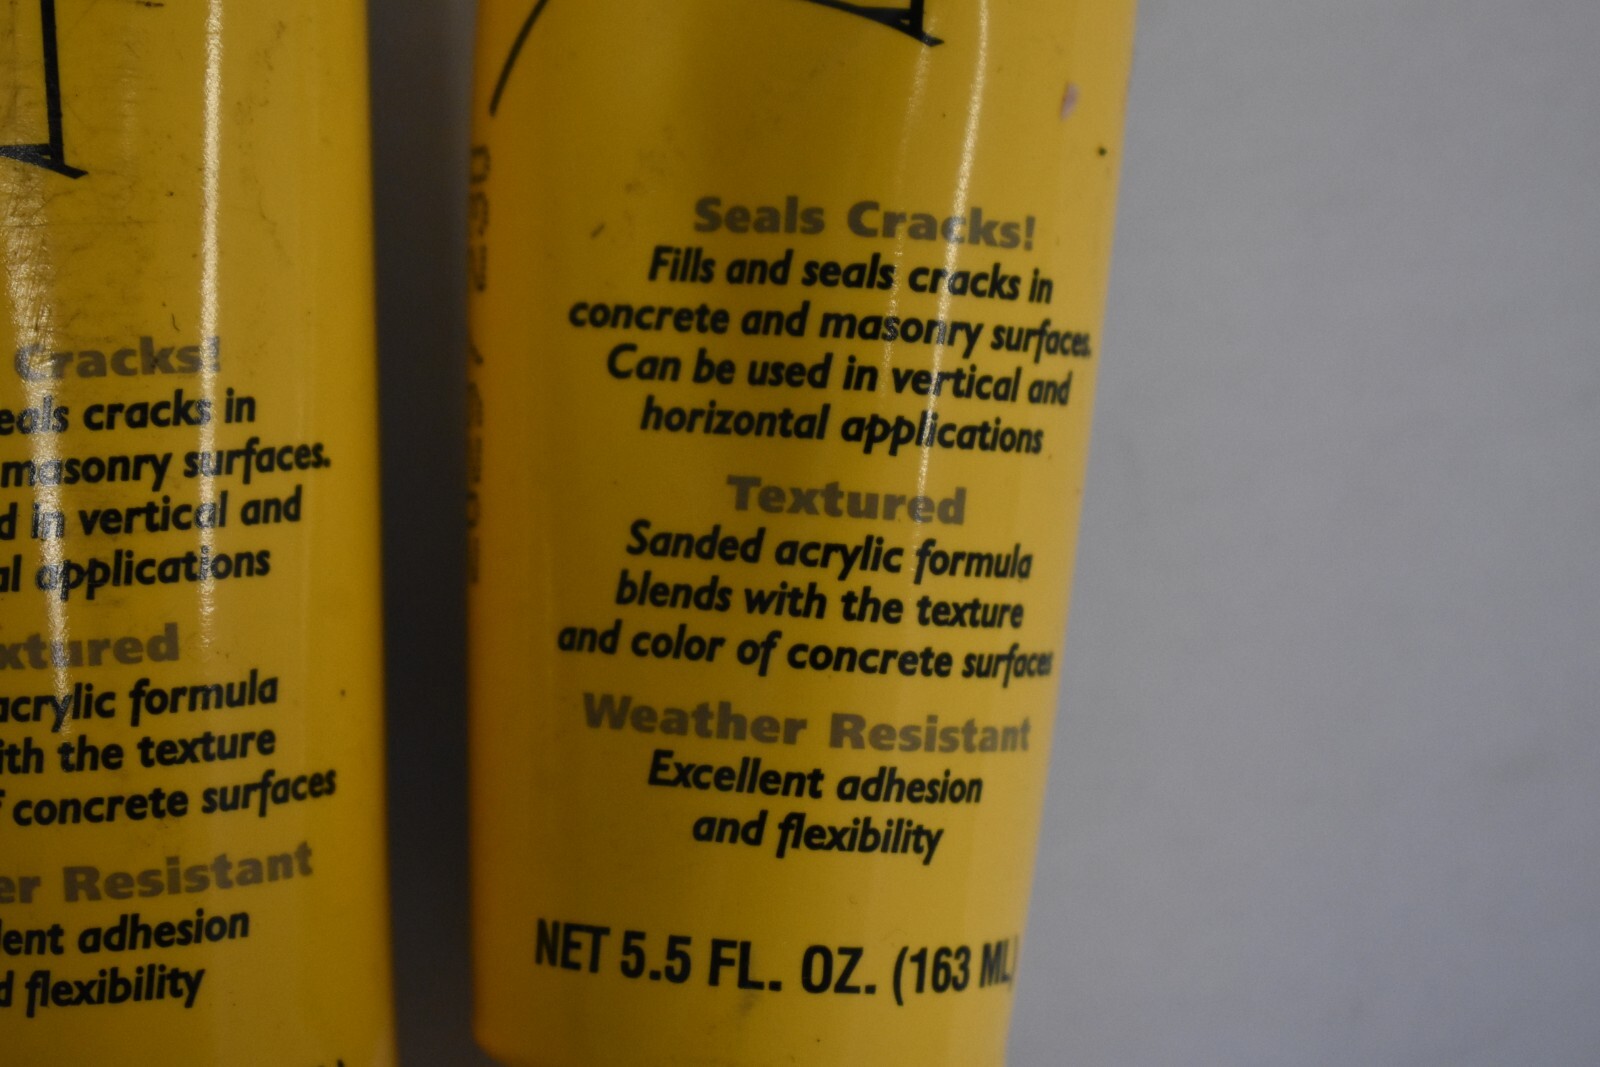 Cracks!
eals cracks in
masonry surfaces.
d in vertical and
al applications
xtured
acrylic formula
ith the texture
f concrete surfaces
er Resistant
lent adhesion
d flexibility
Seals Cracks!
Fills and seals cracks in
concrete and masonry surfaces.
Can be used in vertical and
horizontal applications
Textured
Sanded acrylic formula
blends with the texture
and color of concrete surfaces
Weather Resistant
Excellent adhesion
and flexibility
NET 5.5 FL. OZ. (163 ML)